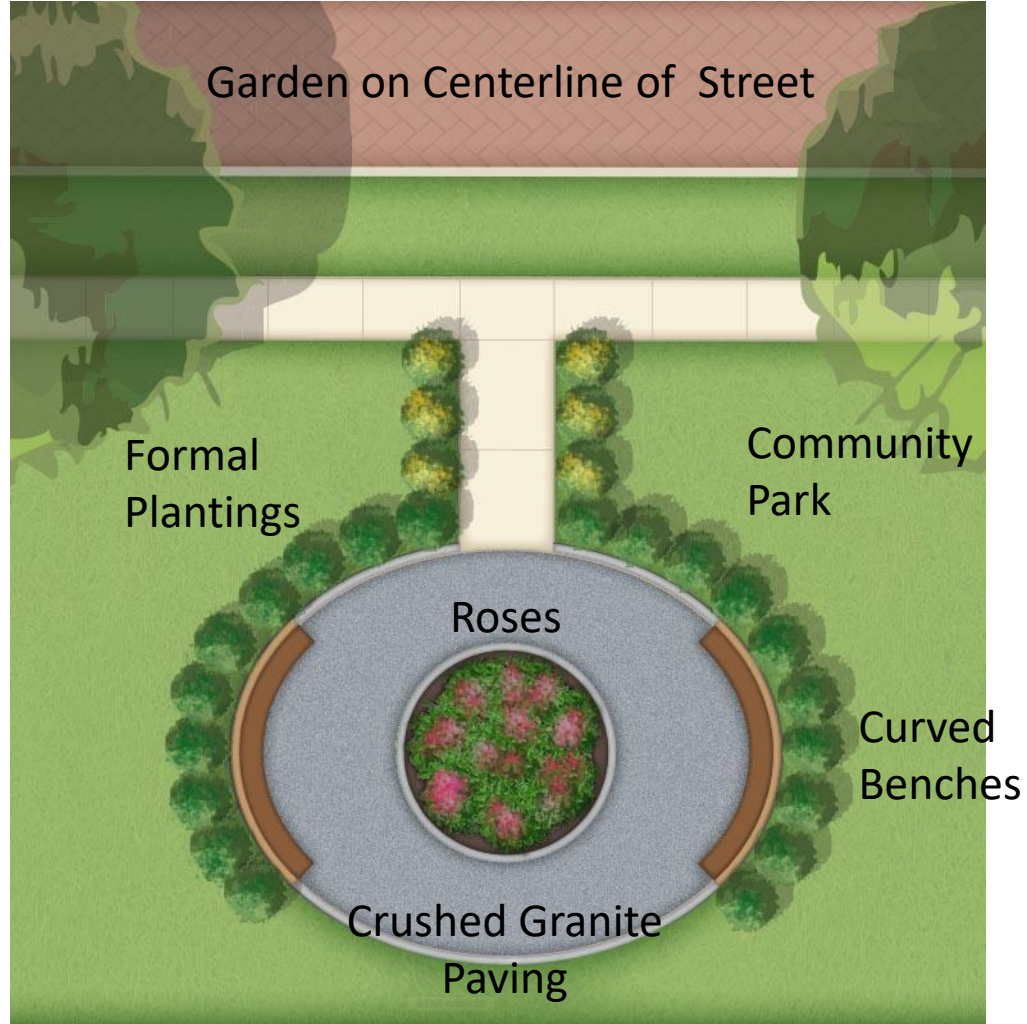 Garden on Centerline of Street
Formal
Plantings
Community
Park
Roses
Curved
Benches
Crushed Granite
Paving